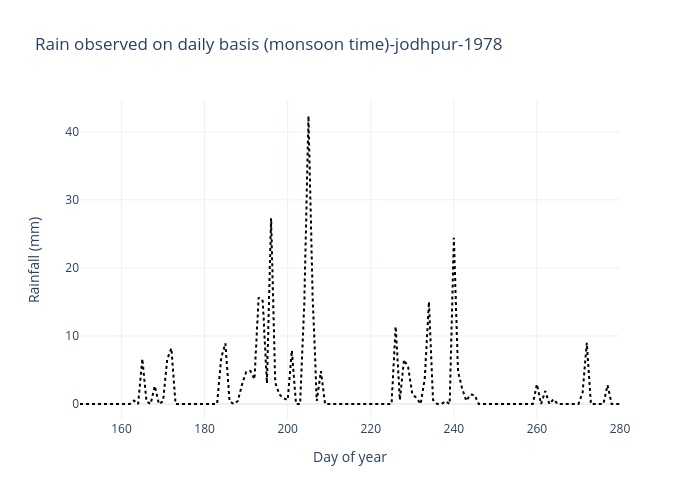 Rain observed on daily basis (monsoon time)-jodhpur-1978
40
30
20
10
0
Rainfall (mm)
160 180 200 220 240 260 280
Day of year